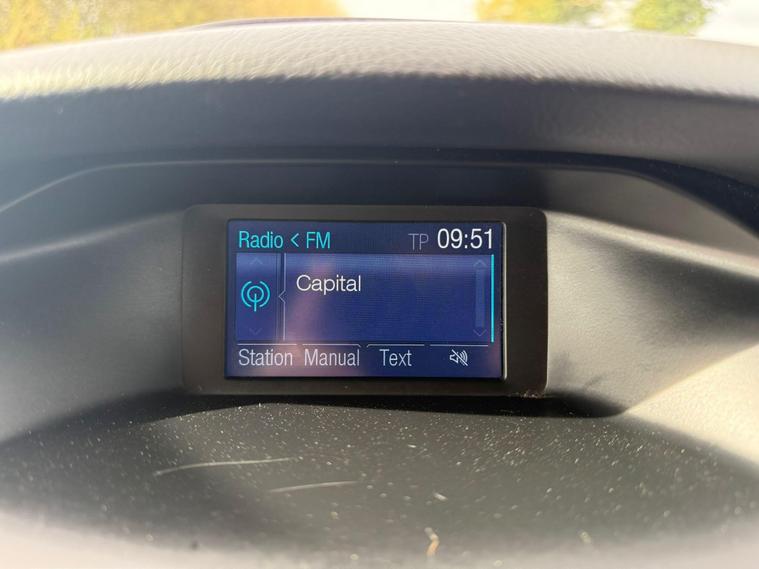 Radio < FM TP 09:51
Capital
Station Manual Text